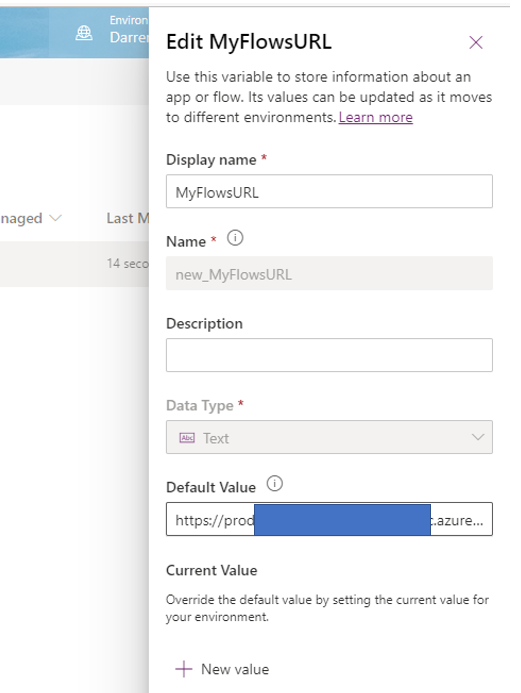 Environ
Darre
naged
Last M
14 seco
Edit MyFlowsURL
Use this variable to store information about an
app or flow. Its values can be updated as it moves
to different environments. Learn more
Display name *
MyFlowsURL
Name *
new_MyFlowsURL
Description
Data Type *
Abc Text
Default Value
https://prod .azure...
Current Value
Override the default value by setting the current value for
your environment.
New value